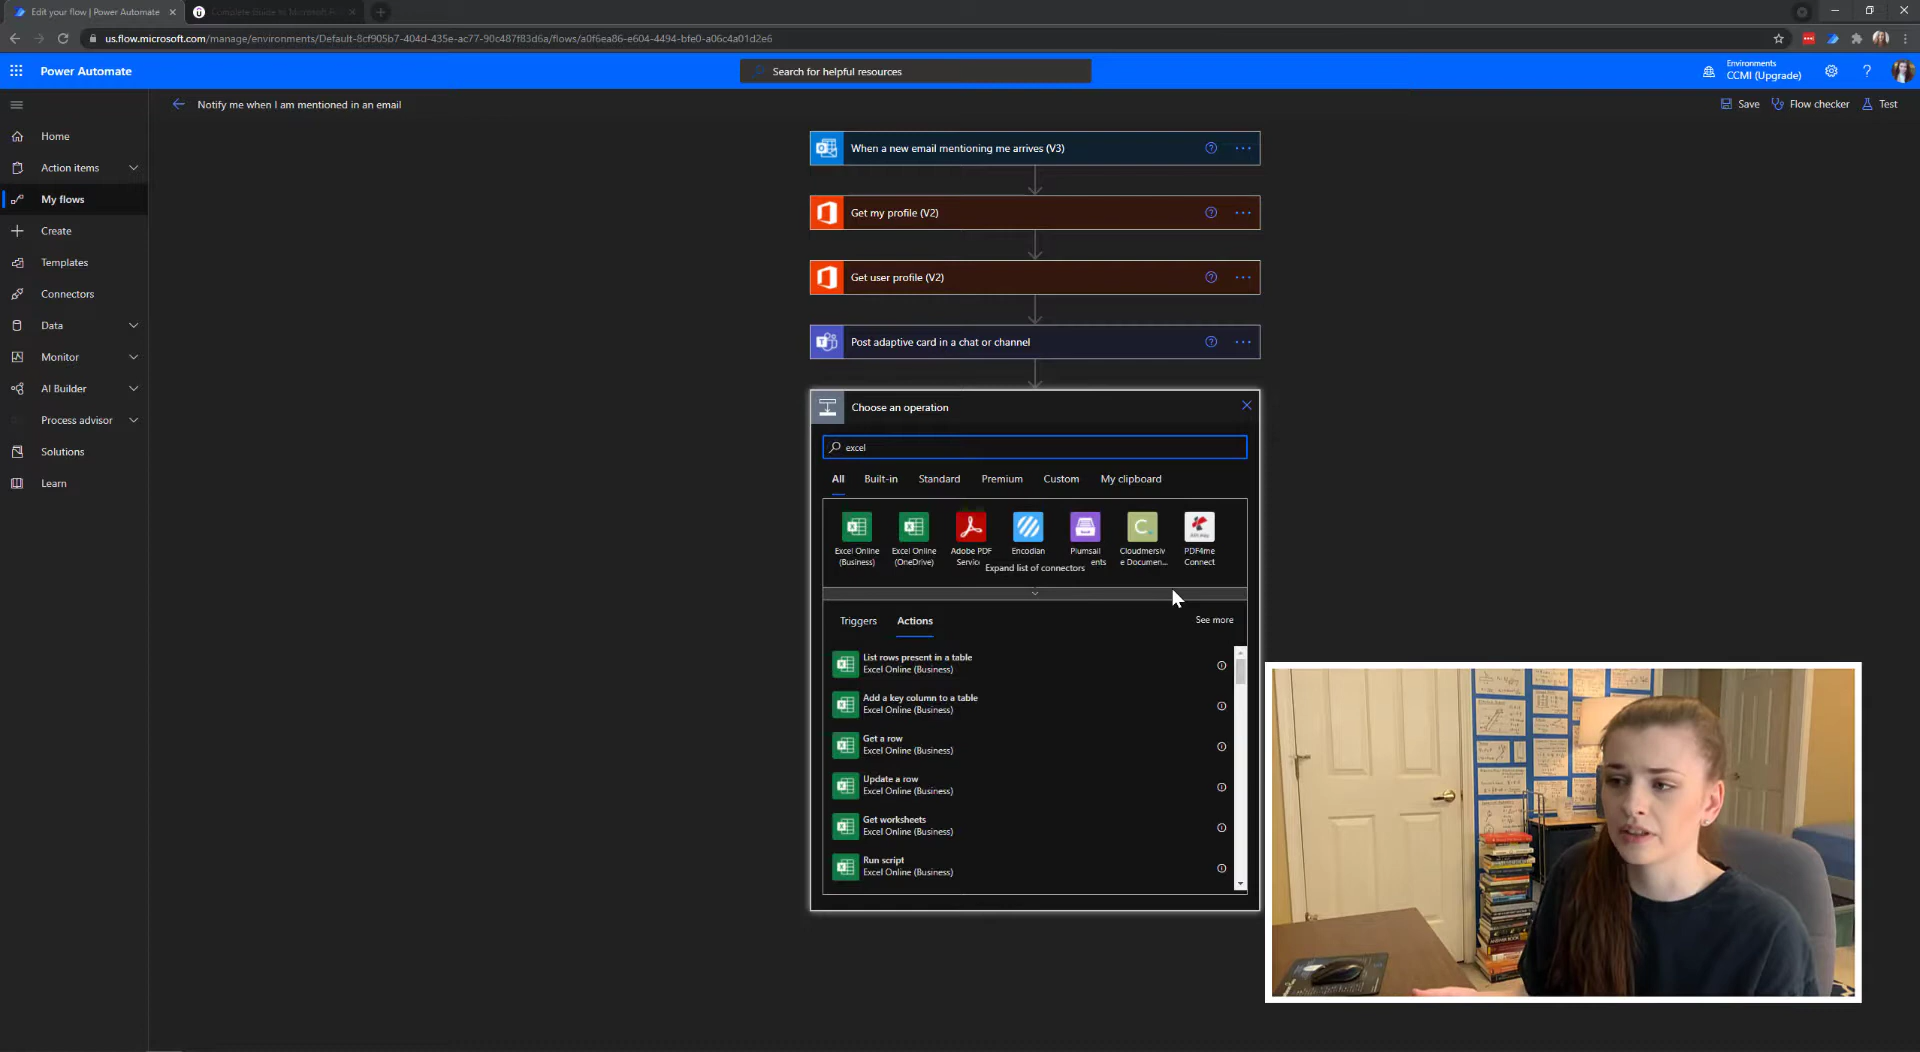 Edit your flow | Power Automate
Complete Guide to Microsoft P
us.flow.microsoft.com/manage/environments/Default-8cf905b7-404d-435e-ac77-90c487f83d6a/flows/a0f6ea86-e604-4494-bfe0-a06c4a01d2e6
Power Automate
Search for helpful resources
Environments
CCMI (Upgrade)
Notify me when I am mentioned in an email
Save
Flow checker
Test
Home
Action items
My flows
Create
Templates
Connectors
Data
Monitor
AI Builder
Process advisor
Solutions
Learn
When a new email mentioning me arrives (V3)
Get my profile (V2)
Get user profile (V2)
Post adaptive card in a chat or channel
Choose an operation
excel
All Built-in Standard Premium Custom My clipboard
Excel Online (Business)
Excel Online (OneDrive)
Adobe PDF Servic
Encodian
Plumsail ents
Cloudmersiv e Documen...
PDF4me Connect
Expand list of connectors
Triggers Actions See more
List rows present in a table
Excel Online (Business)
Add a key column to a table
Excel Online (Business)
Get a row
Excel Online (Business)
Update a row
Excel Online (Business)
Get worksheets
Excel Online (Business)
Run script
Excel Online (Business)